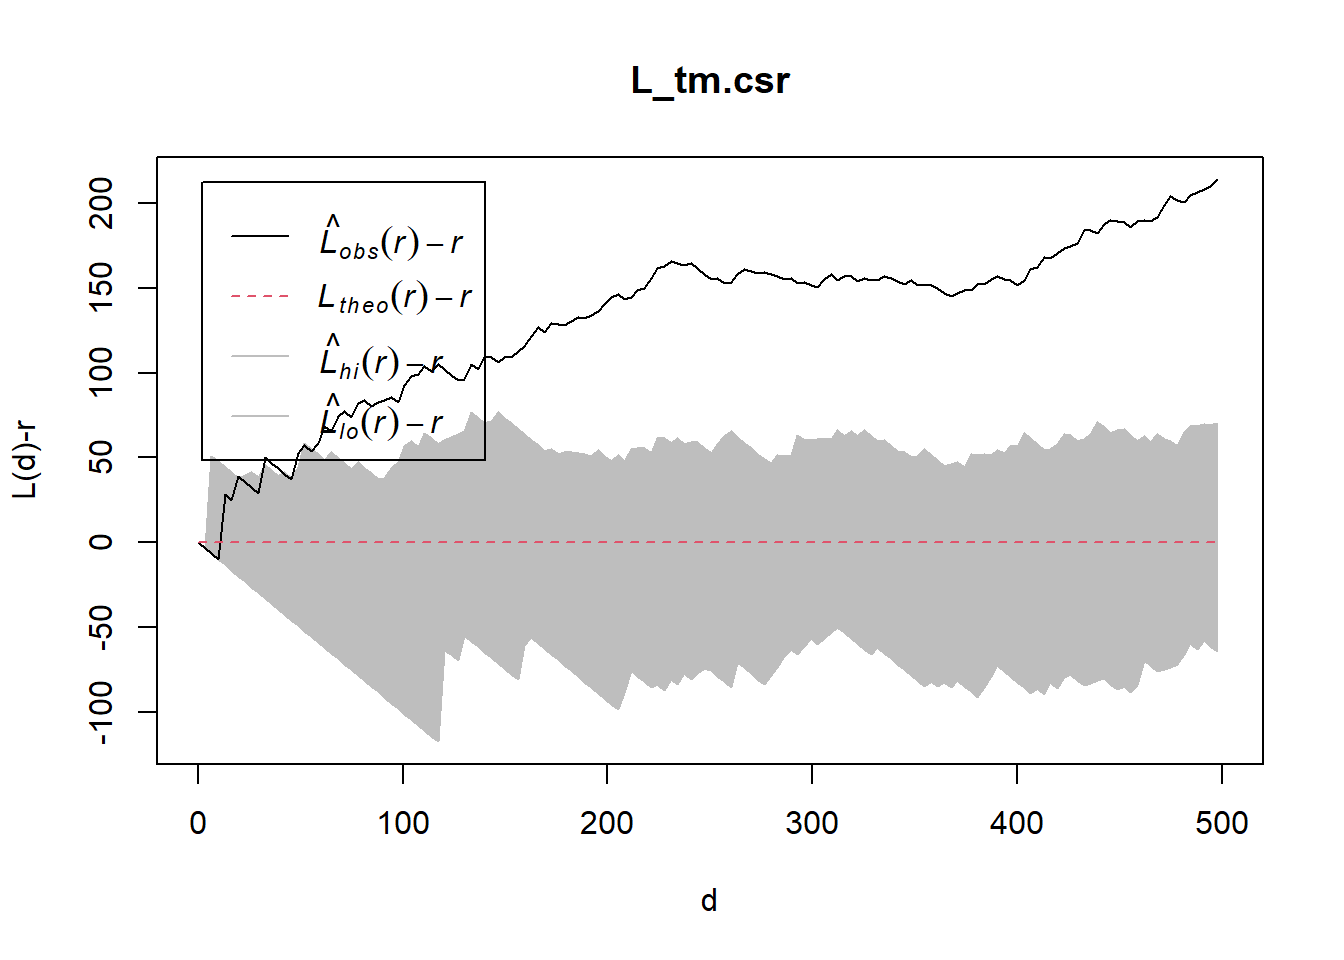 L_tm.csr
L(d)-r
200
150
100
50
0
-50
-100
L̂obs(r) − r
Ltheo(r) − r
L̂hi(r) − r
L̂lo(r) − r
0 100 200 300 400 500
d